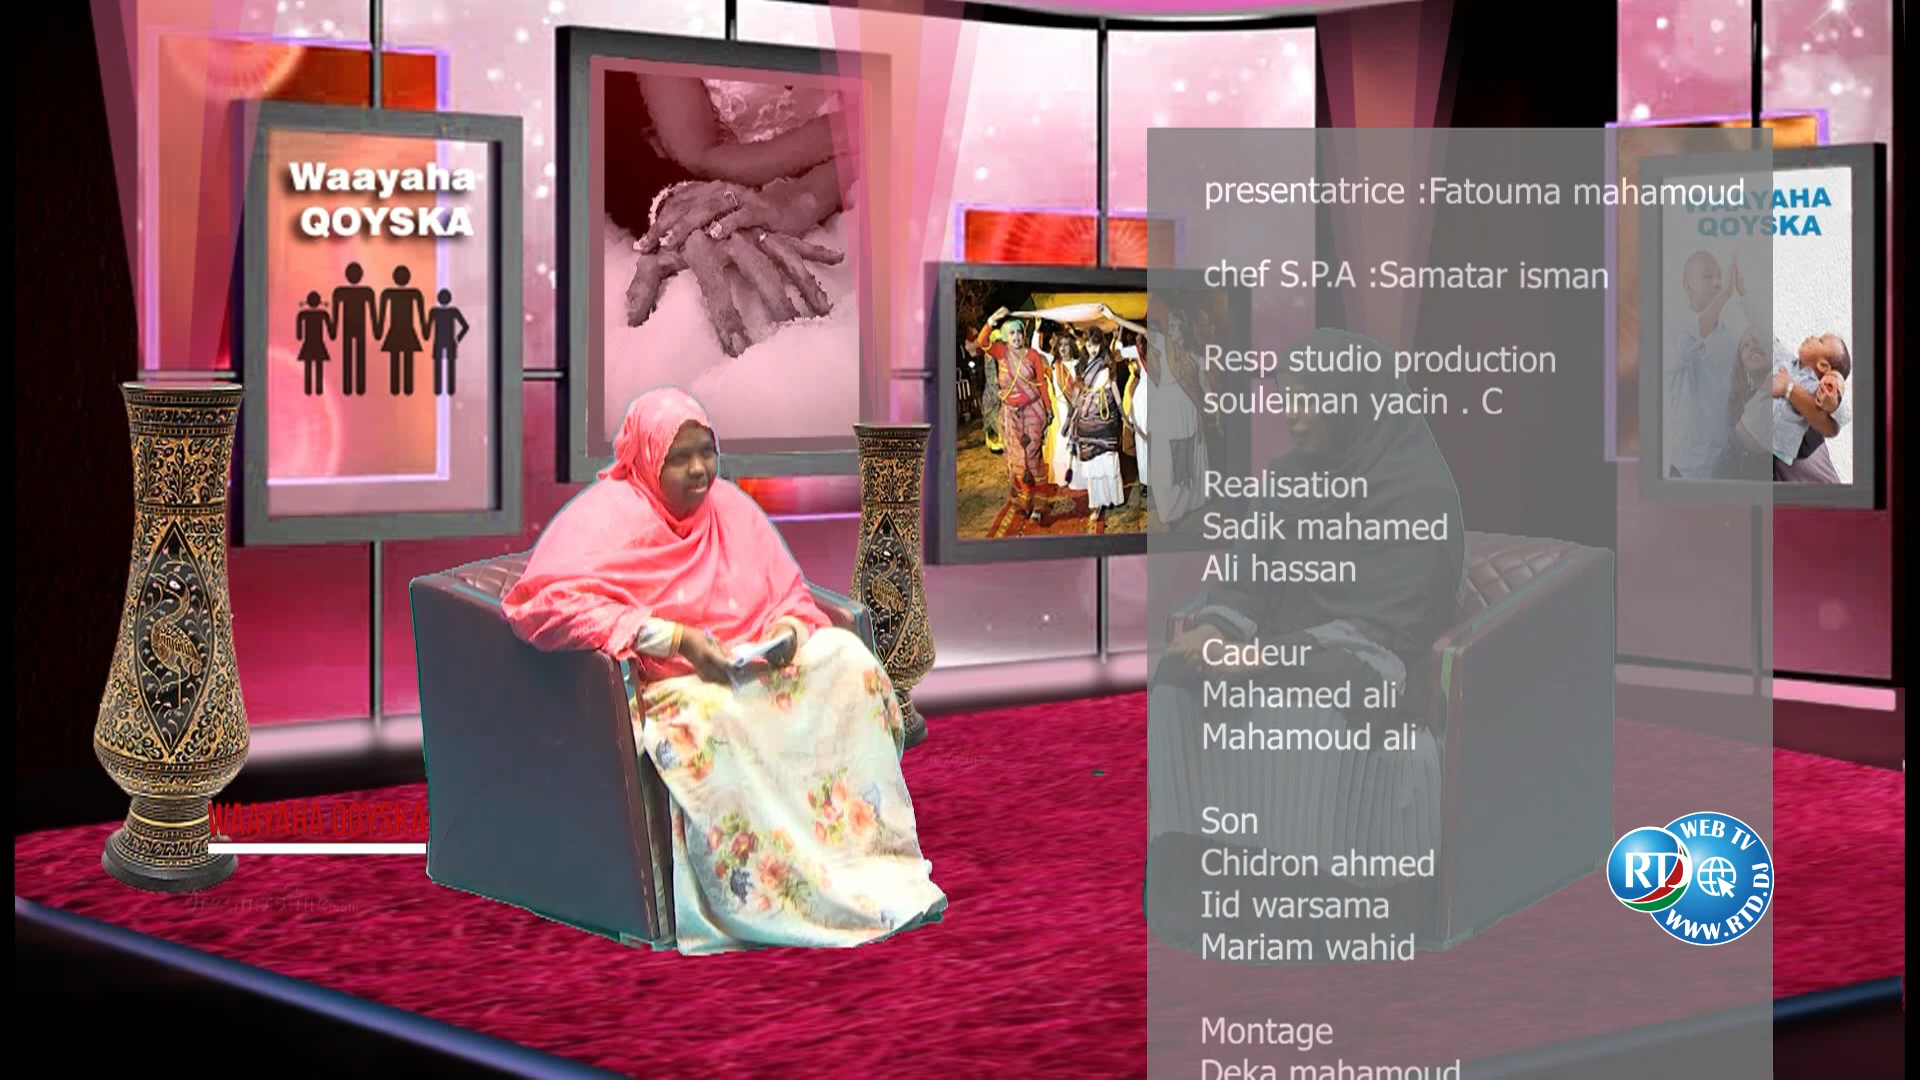 Waayaha
QOYSKA
WAAYAHA
QOYSKA
presentatrice :Fatouma mahamoud
chef S.P.A :Samatar isman
Resp studio production
souleiman yacin . C
Realisation
Sadik mahamed
Ali hassan
Cadeur
Mahamed ali
Mahamoud ali
Son
Chidron ahmed
Iid warsama
Mariam wahid
Montage
Deka mahamoud
WAAYAHA QOYSKA
WEB TV
RTD
WWW.RTD.DJ